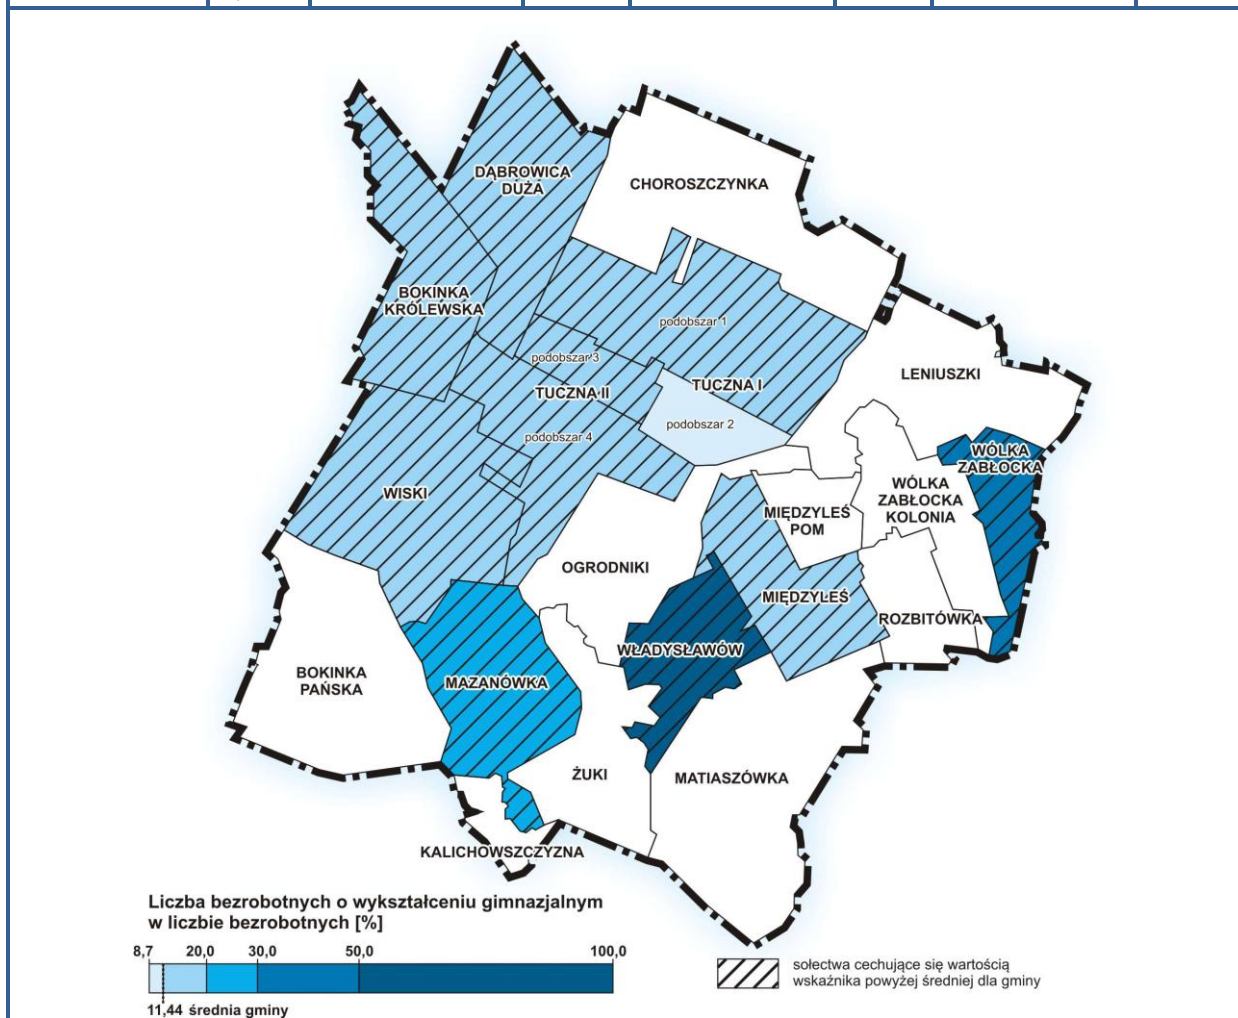 DĄBROWICA
DUŻA
CHOROSZCZYNKA
BOKINKA
KRÓLEWSKA
podobszar 1
podobszar 3
LENIUSZKI
TUCZNA II
TUCZNA I
podobszar 2
podobszar 4
WÓLKA
ZABŁOCKA
WISKI
WÓLKA
ZABŁOCKA
KOLONIA
MIĘDZYLEŚ
POM
OGRODNIKI
MIĘDZYLEŚ
ROZBITÓWKA
WŁADYSŁAWÓW
BOKINKA
PAŃSKA
MAZANÓWKA
ŻUKI
MATIASZÓWKA
KALICHOWSZCZYZNA
Liczba bezrobotnych o wykształceniu gimnazjalnym
w liczbie bezrobotnych [%]
8,7 20,0 30,0 50,0 100,0
11,44 średnia gminy
sołectwa cechujące się wartością
wskaźnika powyżej średniej dla gminy